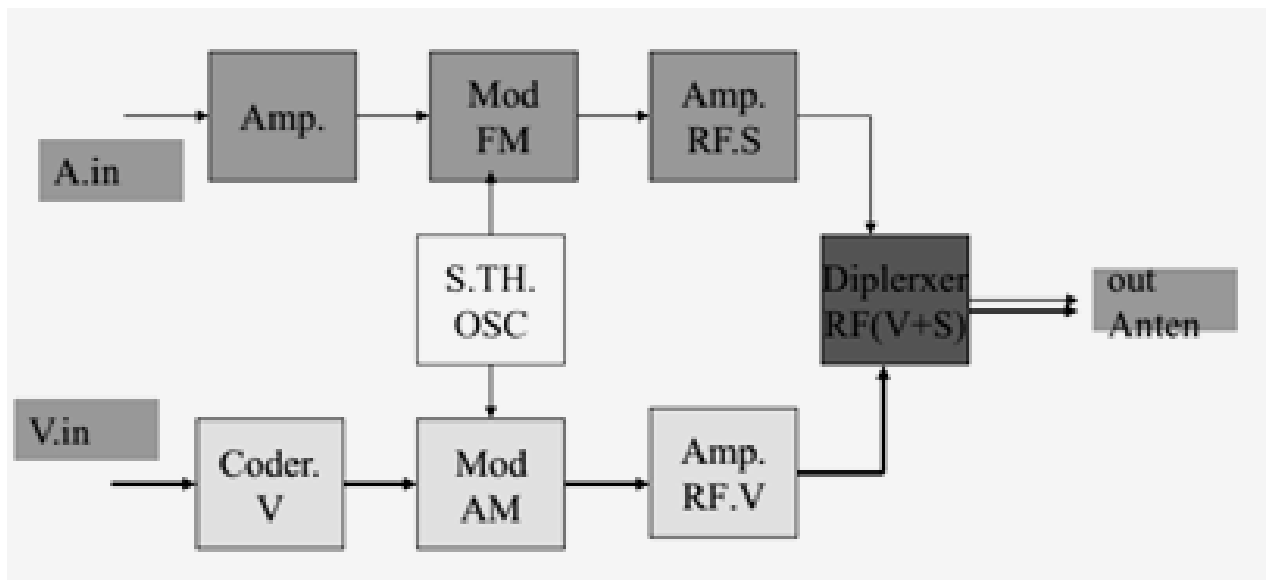 Amp.
Mod
FM
Amp.
RF.S
A.in
S.TH.
OSC
Diplerxer
RF(V+S)
out
Anten
V.in
Coder.
V
Mod
AM
Amp.
RF.V